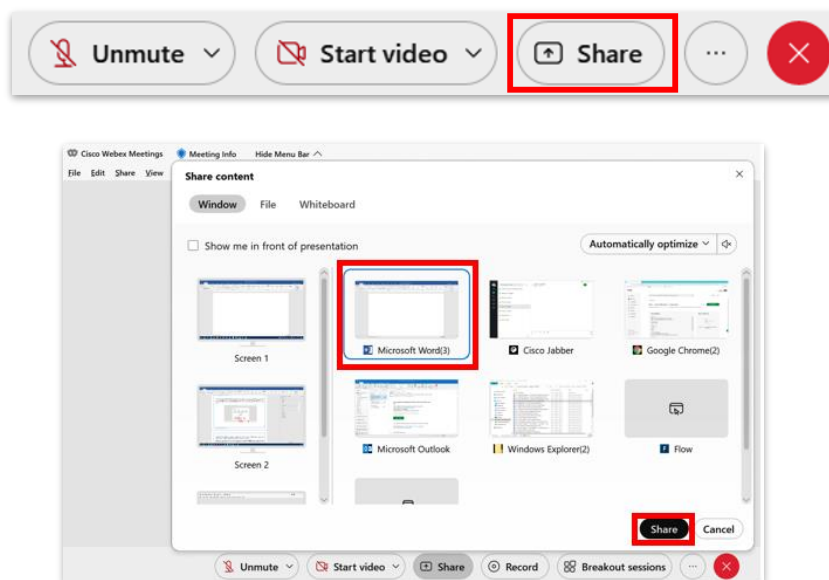 Unmute Start video Share ...
Cisco Webex Meetings Meeting Info Hide Menu Bar
File Edit Share View
Share content
Window File Whiteboard
Show me in front of presentation
Automatically optimize
Screen 1
Microsoft Word(3) Cisco Jabber Google Chrome(2)
Screen 2
Microsoft Outlook Windows Explorer(2) Flow
Share Cancel
Unmute Start video Share Record Breakout sessions ...